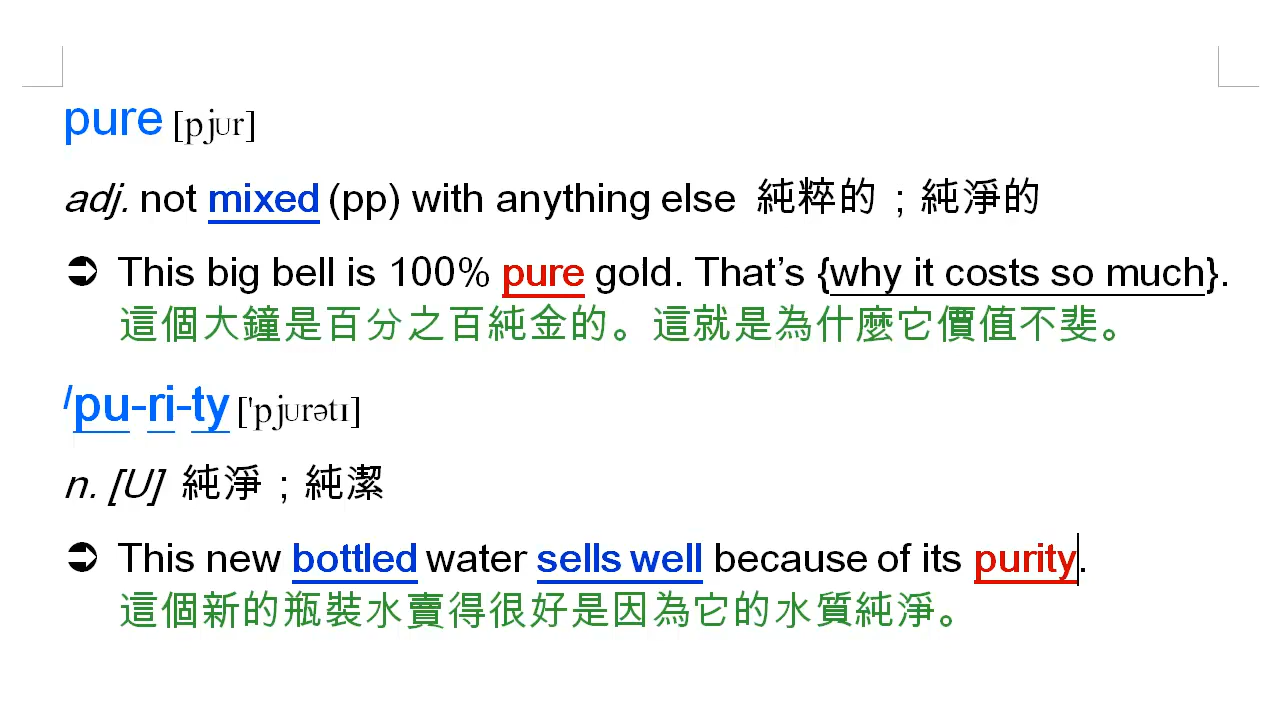 pure [pjᴜr]
adj. not mixed (pp) with anything else 純粹的；純淨的
➲ This big bell is 100% pure gold. That’s {why it costs so much}.
這個大鐘是百分之百純金的。這就是為什麼它價值不斐。
/pu-ri-ty [ˈpjᴜrətɪ]
n. [U] 純淨；純潔
➲ This new bottled water sells well because of its purity.
這個新的瓶裝水賣得很好是因為它的水質純淨。